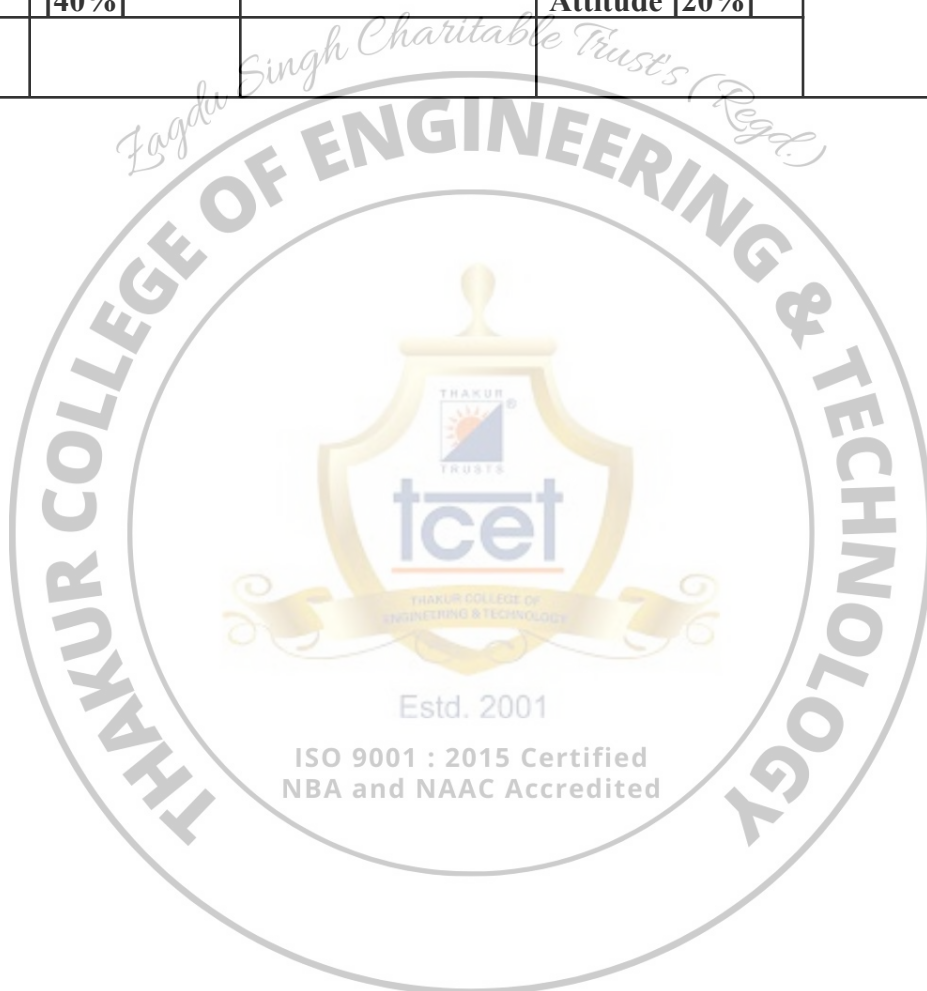 [40%]
Attitude [20%]
Zagdu Singh Charitable Trust's (Regd.)
THAKUR COLLEGE OF ENGINEERING & TECHNOLOGY
THAKUR
®
TRUSTS
tcet
THAKUR COLLEGE OF
ENGINEERING & TECHNOLOGY
Estd. 2001
ISO 9001 : 2015 Certified
NBA and NAAC Accredited